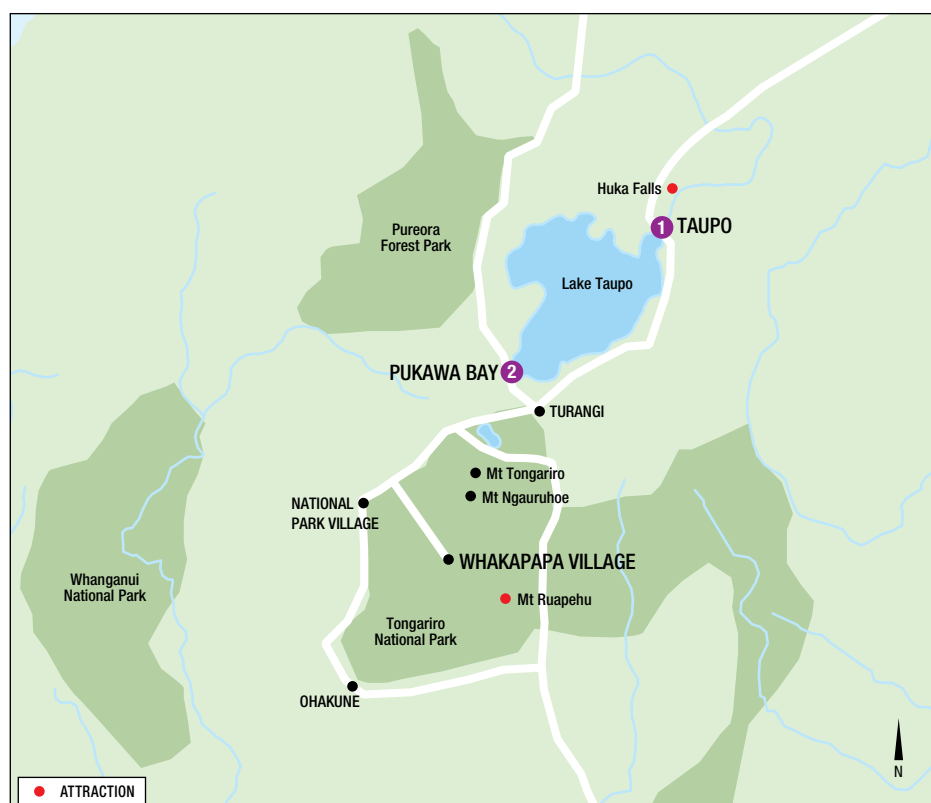 Huka Falls
1 TAUPO
Pureora
Forest Park
Lake Taupo
PUKAWA BAY 2
TURANGI
Mt Tongariro
Mt Ngauruhoe
NATIONAL
PARK VILLAGE
WHAKAPAPA VILLAGE
Whanganui
National Park
Mt Ruapehu
Tongariro
National Park
OHAKUNE
N
ATTRACTION